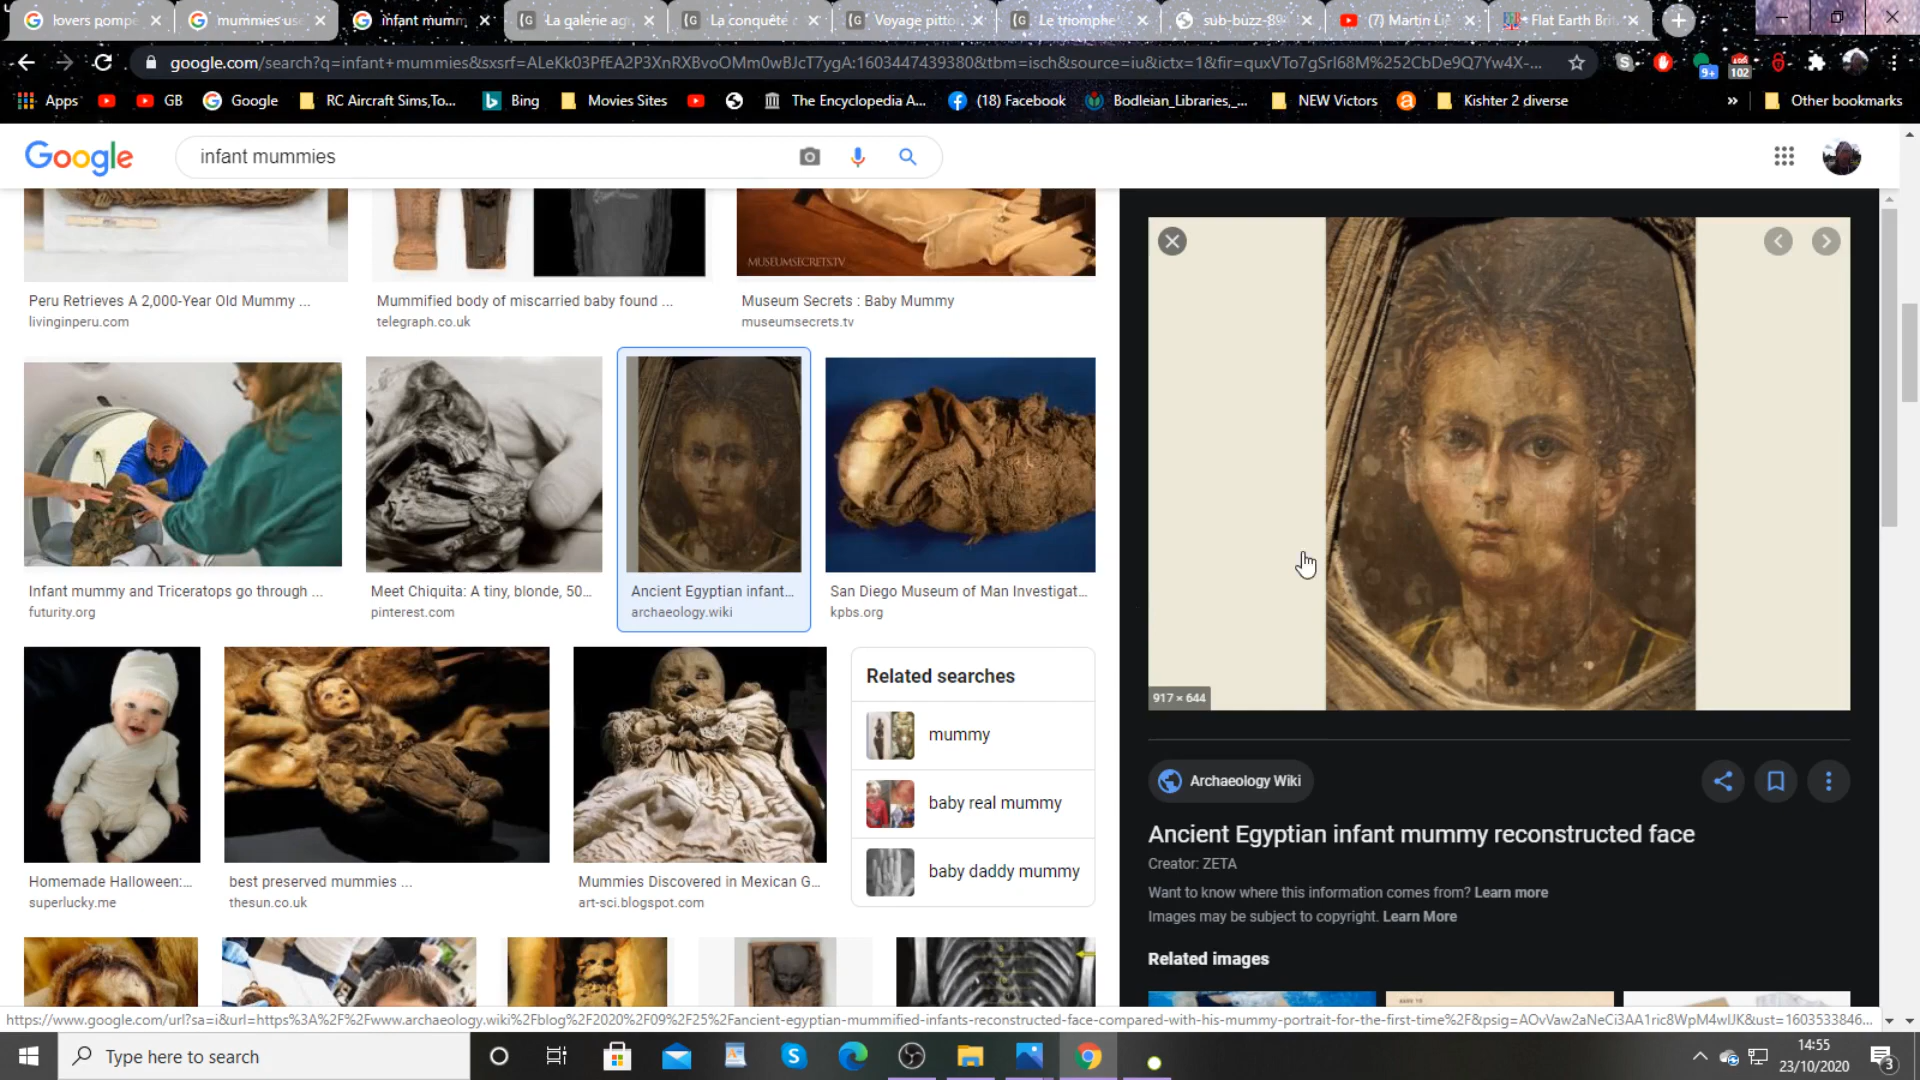 lovers pompe
mummies us
infant mumm
La galerie ag
La conquête
Voyage pitto
Le triomphe
sub-buzz-89
(7) Martin Li
* Flat Earth Brit
google.com/search?q=infant+mummies&sxsrf=ALeKk03PfEA2P3XnRXBvoOMm0wBJcT7ygA:1603447439380&tbm=isch&source=iu&ictx=1&fir=quxVTo7gSrI68M%252CbDe9Q7Yw4X-...
9+
102
Apps
GB
Google
RC Aircraft Sims,To...
Bing
Movies Sites
The Encyclopedia A...
(18) Facebook
Bodleian_Libraries,_...
NEW Victors
Kishter 2 diverse
»
Other bookmarks
Google
infant mummies
MUSEUMSECRETS.TV
Peru Retrieves A 2,000-Year Old Mummy ...
livinginperu.com
Mummified body of miscarried baby found ...
telegraph.co.uk
Museum Secrets : Baby Mummy
museumsecrets.tv
Infant mummy and Triceratops go through ...
futurity.org
Meet Chiquita: A tiny, blonde, 50...
pinterest.com
Ancient Egyptian infant...
archaeology.wiki
San Diego Museum of Man Investigat...
kpbs.org
Homemade Halloween:...
superlucky.me
best preserved mummies ...
thesun.co.uk
Mummies Discovered in Mexican G...
art-sci.blogspot.com
Related searches
mummy
baby real mummy
baby daddy mummy
917 × 644
Archaeology Wiki
Ancient Egyptian infant mummy reconstructed face
Creator: ZETA
Want to know where this information comes from? Learn more
Images may be subject to copyright. Learn More
Related images
https://www.google.com/url?sa=i&url=https%3A%2F%2Fwww.archaeology.wiki%2Fblog%2F2020%2F09%2F25%2Fancient-egyptian-mummified-infants-reconstructed-face-compared-with-his-mummy-portrait-for-the-first-time%2F&psig=AOvVaw2aNeCi3AA1ric8WpM4wIJK&ust=1603533846...
Type here to search
14:55
23/10/2020
3